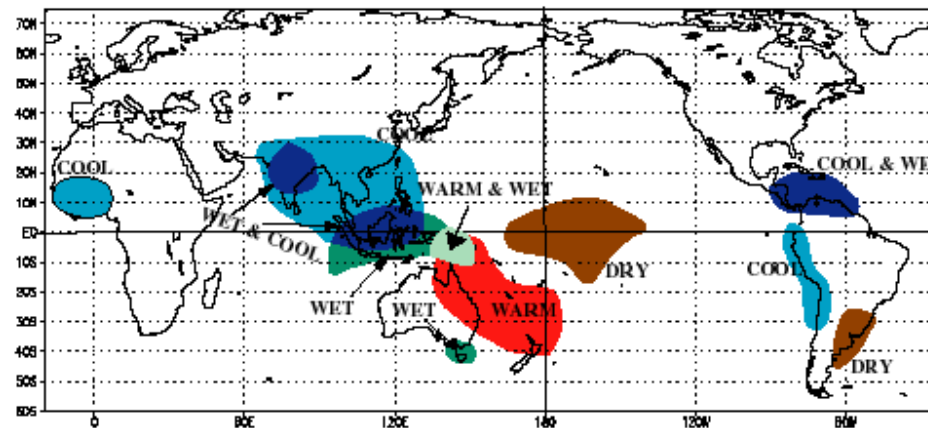 70N
60N
50N
40N
COOL
30N
COOL
COOL & WE
20N
WARM & WET
10N
WET & COOL
EQ
DRY
COOL
10S
20S
WET
WET
WARM
30S
40S
DRY
50S
60S
0
60E
120E
180
120W
60W